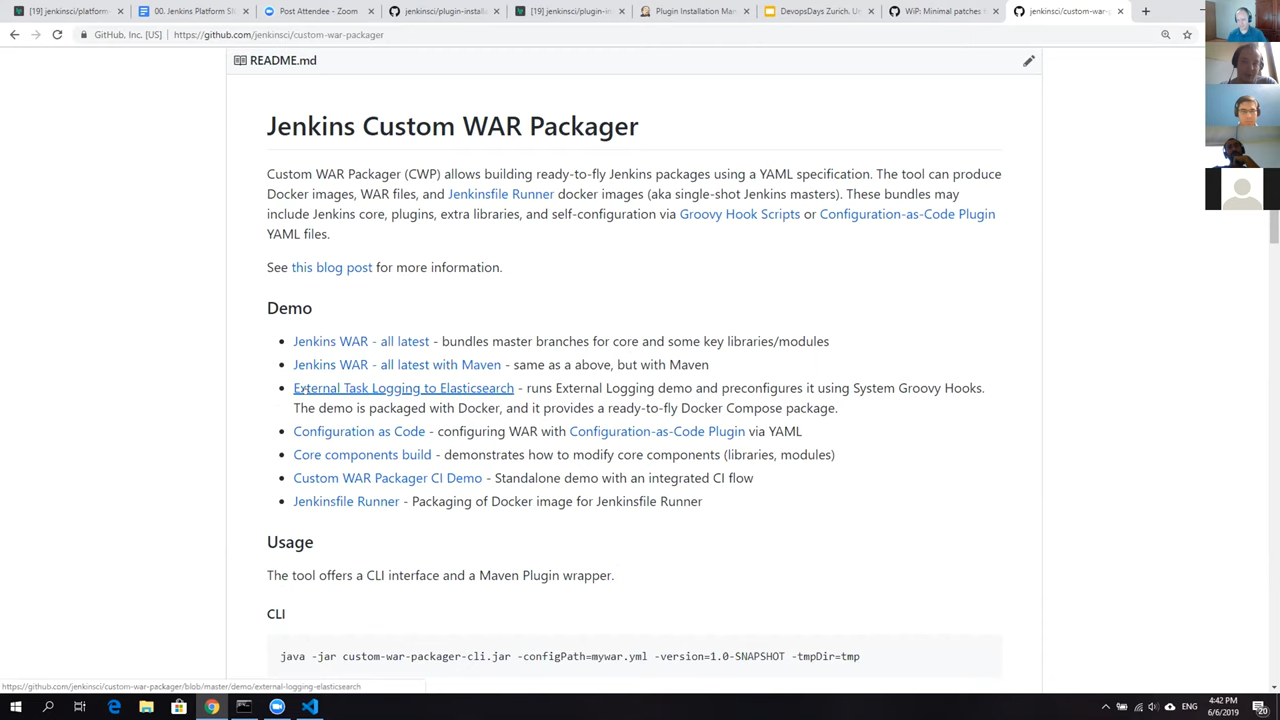 [19] jenkinsci/platform-
00. Jenkins Platform SI
Post Attendee - Zoom
jenkinsci/plugin-install
[19] jenkinsci/plugin-in
Plugin Installation Man
DevopsDays Zurich. U
WiP: Minimal patches
jenkinsci/custom-war-p
GitHub, Inc. [US] | https://github.com/jenkinsci/custom-war-packager
README.md
Jenkins Custom WAR Packager
Custom WAR Packager (CWP) allows building ready-to-fly Jenkins packages using a YAML specification. The tool can produce
Docker images, WAR files, and Jenkinsfile Runner docker images (aka single-shot Jenkins masters). These bundles may
include Jenkins core, plugins, extra libraries, and self-configuration via Groovy Hook Scripts or Configuration-as-Code Plugin
YAML files.
See this blog post for more information.
Demo
Jenkins WAR - all latest - bundles master branches for core and some key libraries/modules
Jenkins WAR - all latest with Maven - same as a above, but with Maven
External Task Logging to Elasticsearch - runs External Logging demo and preconfigures it using System Groovy Hooks.
The demo is packaged with Docker, and it provides a ready-to-fly Docker Compose package.
Configuration as Code - configuring WAR with Configuration-as-Code Plugin via YAML
Core components build - demonstrates how to modify core components (libraries, modules)
Custom WAR Packager CI Demo - Standalone demo with an integrated CI flow
Jenkinsfile Runner - Packaging of Docker image for Jenkinsfile Runner
Usage
The tool offers a CLI interface and a Maven Plugin wrapper.
CLI
java -jar custom-war-packager-cli.jar -configPath=mywar.yml -version=1.0-SNAPSHOT -tmpDir=tmp
https://github.com/jenkinsci/custom-war-packager/blob/master/demo/external-logging-elasticsearch
ENG
4:42 PM
6/6/2019
20